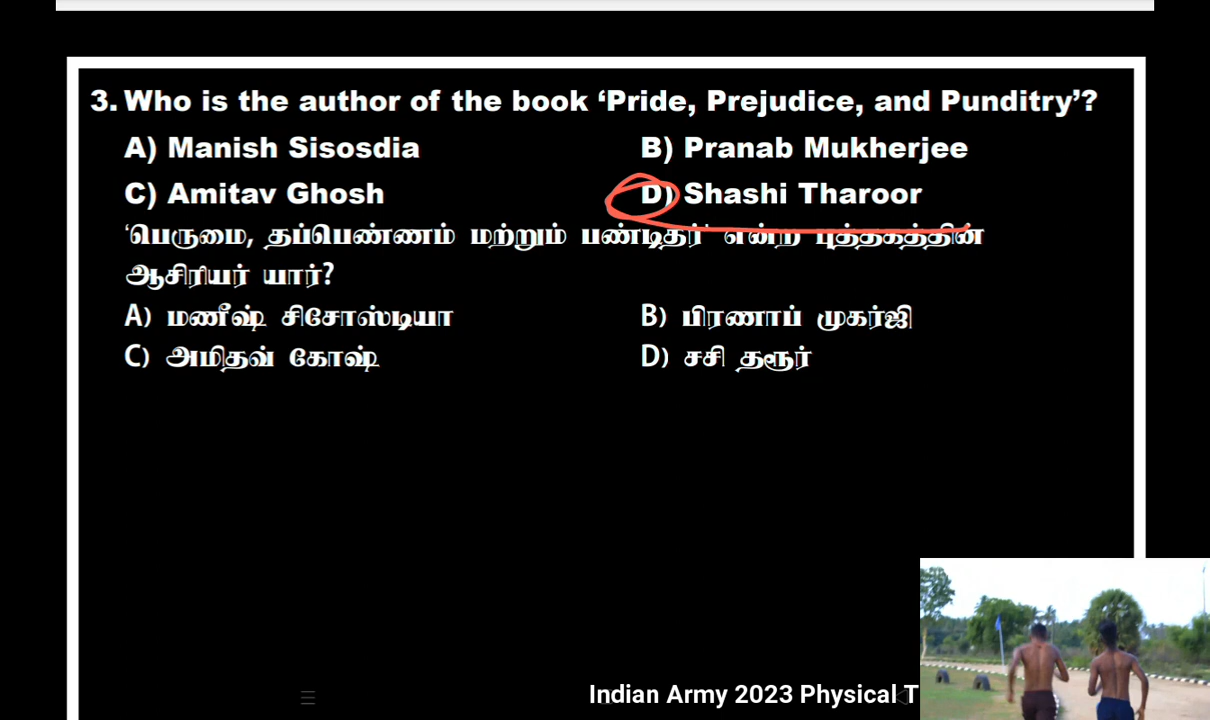 3. Who is the author of the book ‘Pride, Prejudice, and Punditry’?
A) Manish Sisosdia B) Pranab Mukherjee
C) Amitav Ghosh D) Shashi Tharoor
‘பெருமை, தப்பெண்ணம் மற்றும் பண்டிதர்’ என்ற புத்தகத்தின்
ஆசிரியர் யார்?
A) மணீஷ் சிசோஸ்டியா B) பிரணாப் முகர்ஜி
C) அமிதவ் கோஷ் D) சசி தரூர்
Indian Army 2023 Physical T